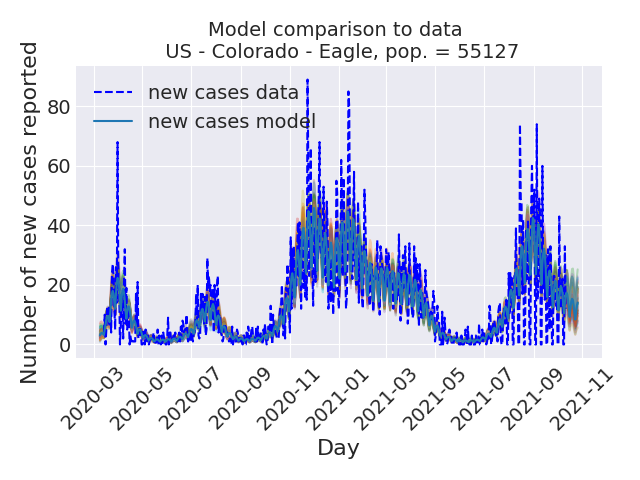 Model comparison to data
US - Colorado - Eagle, pop. = 55127
Number of new cases reported
new cases data
new cases model
80
60
40
20
0
2020-03
2020-05
2020-07
2020-09
2020-11
2021-01
2021-03
2021-05
2021-07
2021-09
2021-11
Day